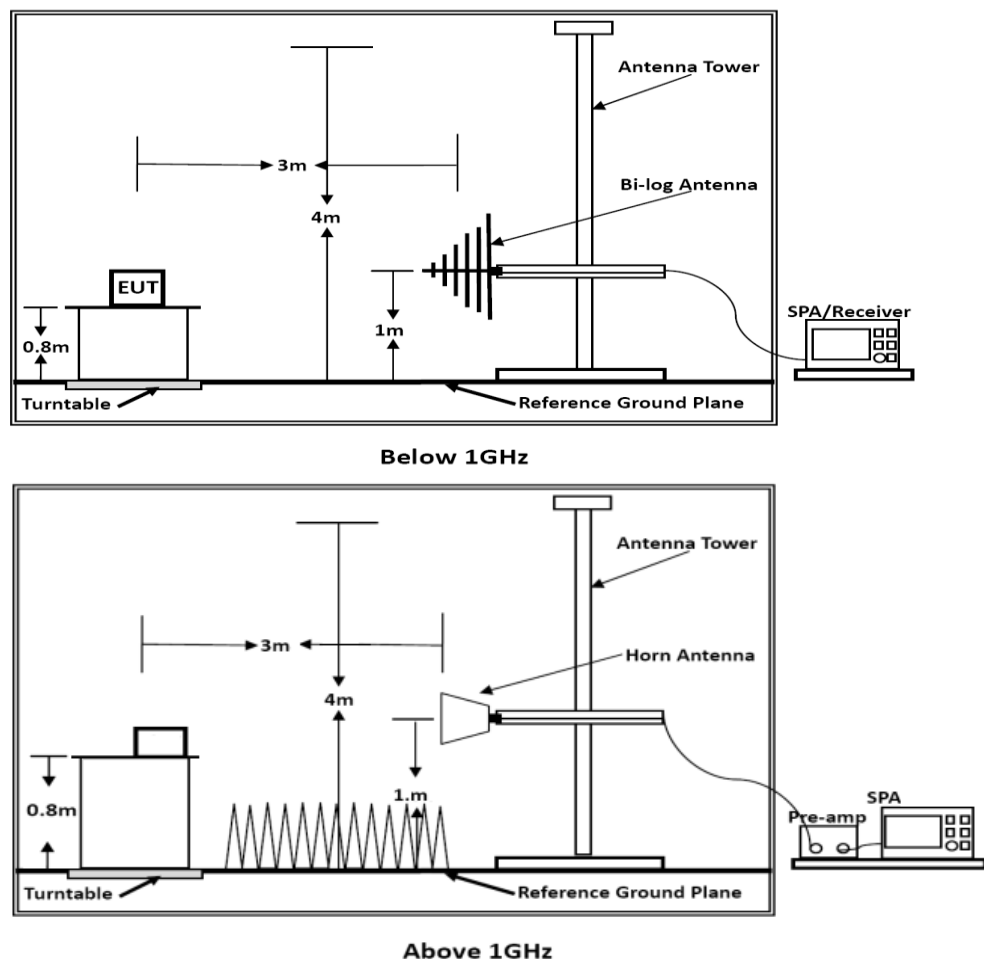 Antenna Tower
3m
Bi-log Antenna
4m
EUT
1m
SPA/Receiver
0.8m
Turntable
Reference Ground Plane
Below 1GHz
Antenna Tower
3m
Horn Antenna
4m
1.m
0.8m
SPA
Pre-amp
Turntable
Reference Ground Plane
Above 1GHz